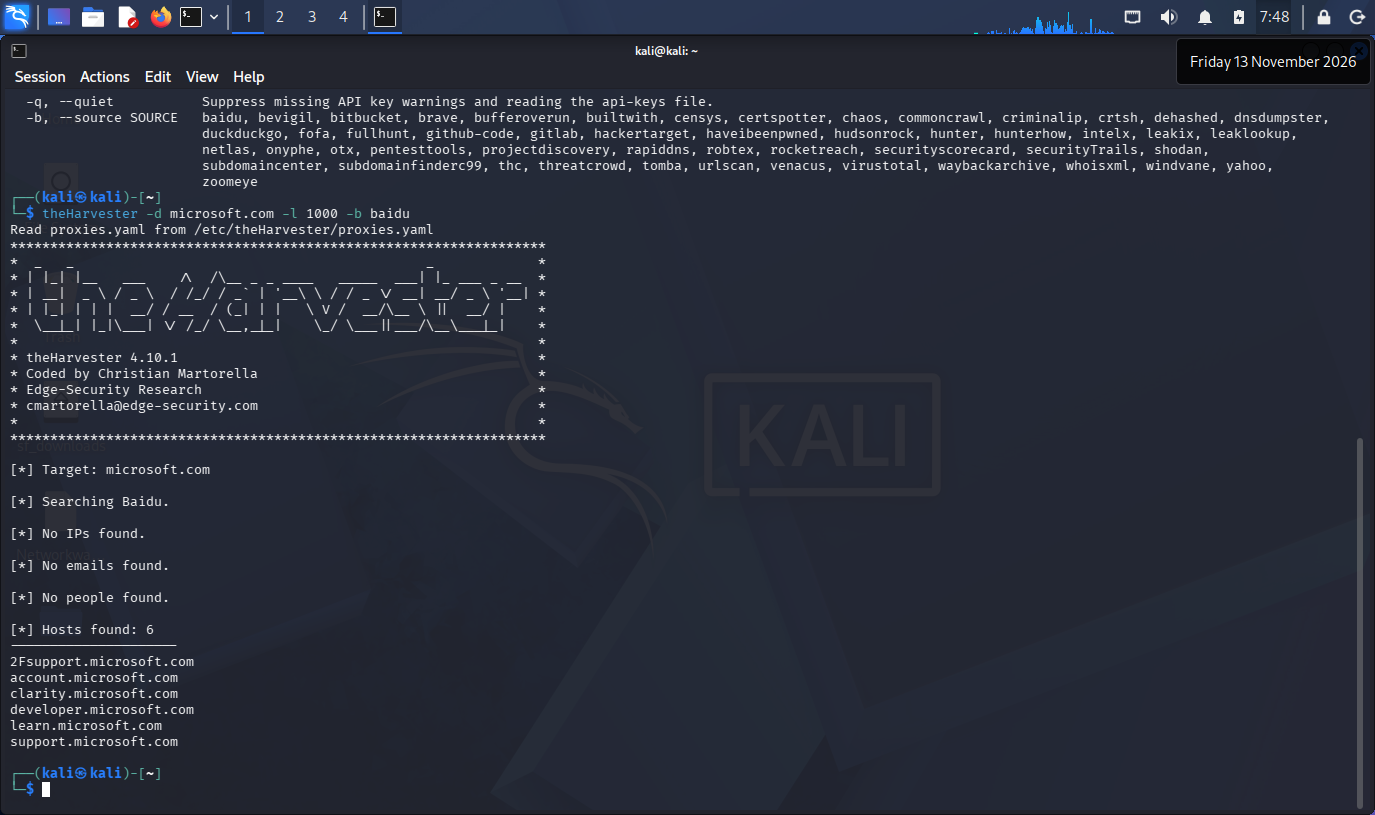 1 2 3 4 7:48
kali@kali: ~
Friday 13 November 2026
Session Actions Edit View Help
-q, --quiet Suppress missing API key warnings and reading the api-keys file.
-b, --source SOURCE baidu, bevigil, bitbucket, brave, bufferoverun, builtwith, censys, certspotter, chaos, commoncrawl, criminalip, crtsh, dehashed, dnsdumpster,
duckduckgo, fofa, fullhunt, github-code, gitlab, hackertarget, haveibeenpwned, hudsonrock, hunter, hunterhow, intelx, leakix, leaklookup,
netlas, onyphe, otx, pentesttools, projectdiscovery, rapiddns, robtex, rocketreach, securityscorecard, securityTrails, shodan,
subdomaincenter, subdomainfinderc99, thc, threatcrowd, tomba, urlscan, venacus, virustotal, waybackarchive, whoisxml, windvane, yahoo,
zoomeye
┌──(kali㉿kali)-[~]
└─$ theHarvester -d microsoft.com -l 1000 -b baidu
Read proxies.yaml from /etc/theHarvester/proxies.yaml
*******************************************************************
theHarvester
* theHarvester 4.10.1 *
* Coded by Christian Martorella *
* Edge-Security Research *
* cmartorella@edge-security.com *
* *
*******************************************************************
KALI
[*] Target: microsoft.com
[*] Searching Baidu.
[*] No IPs found.
[*] No emails found.
[*] No people found.
[*] Hosts found: 6
---------------------
2Fsupport.microsoft.com
account.microsoft.com
clarity.microsoft.com
developer.microsoft.com
learn.microsoft.com
support.microsoft.com
┌──(kali㉿kali)-[~]
└─$